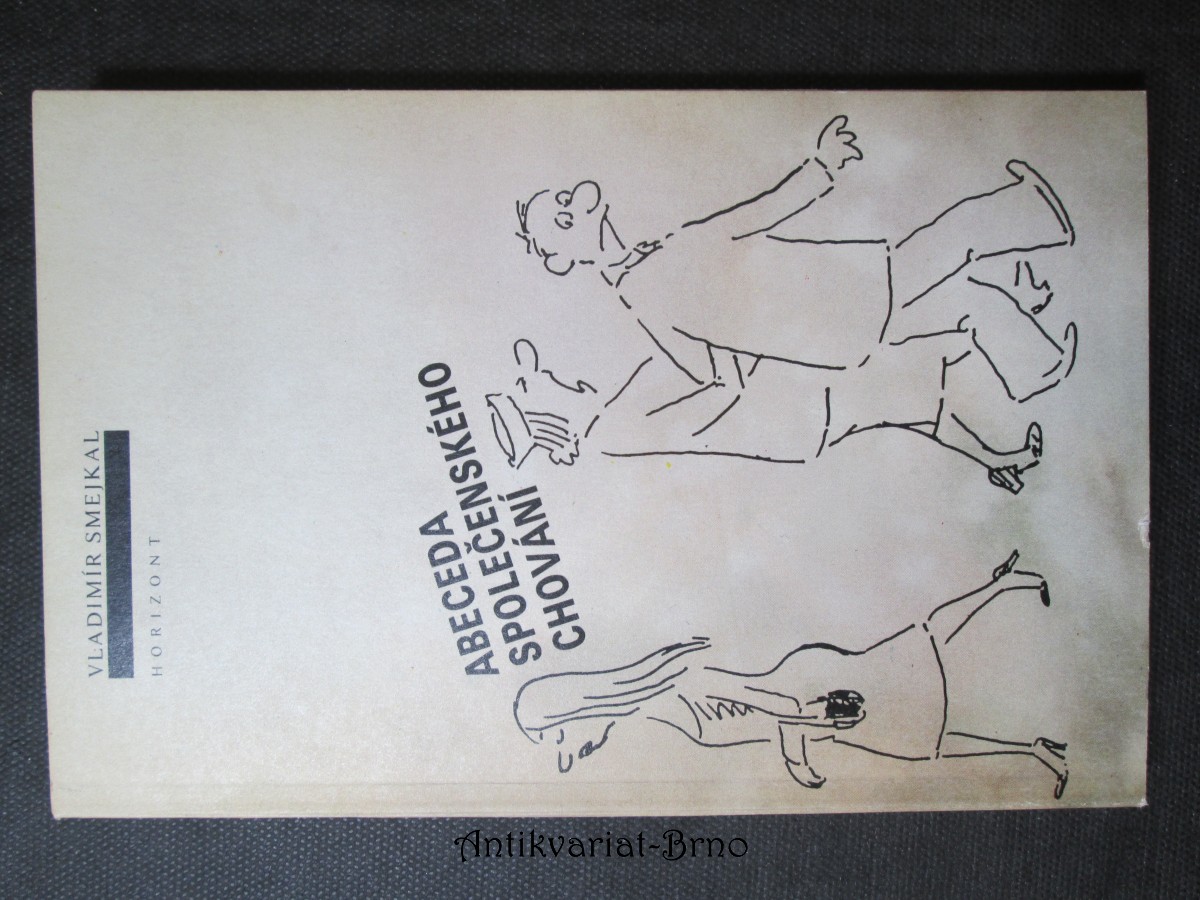 VLADIMÍR SMEJKAL
HORIZONT
ABECEDA
SPOLEČENSKÉHO
CHOVÁNÍ
Antikvariat-Brno